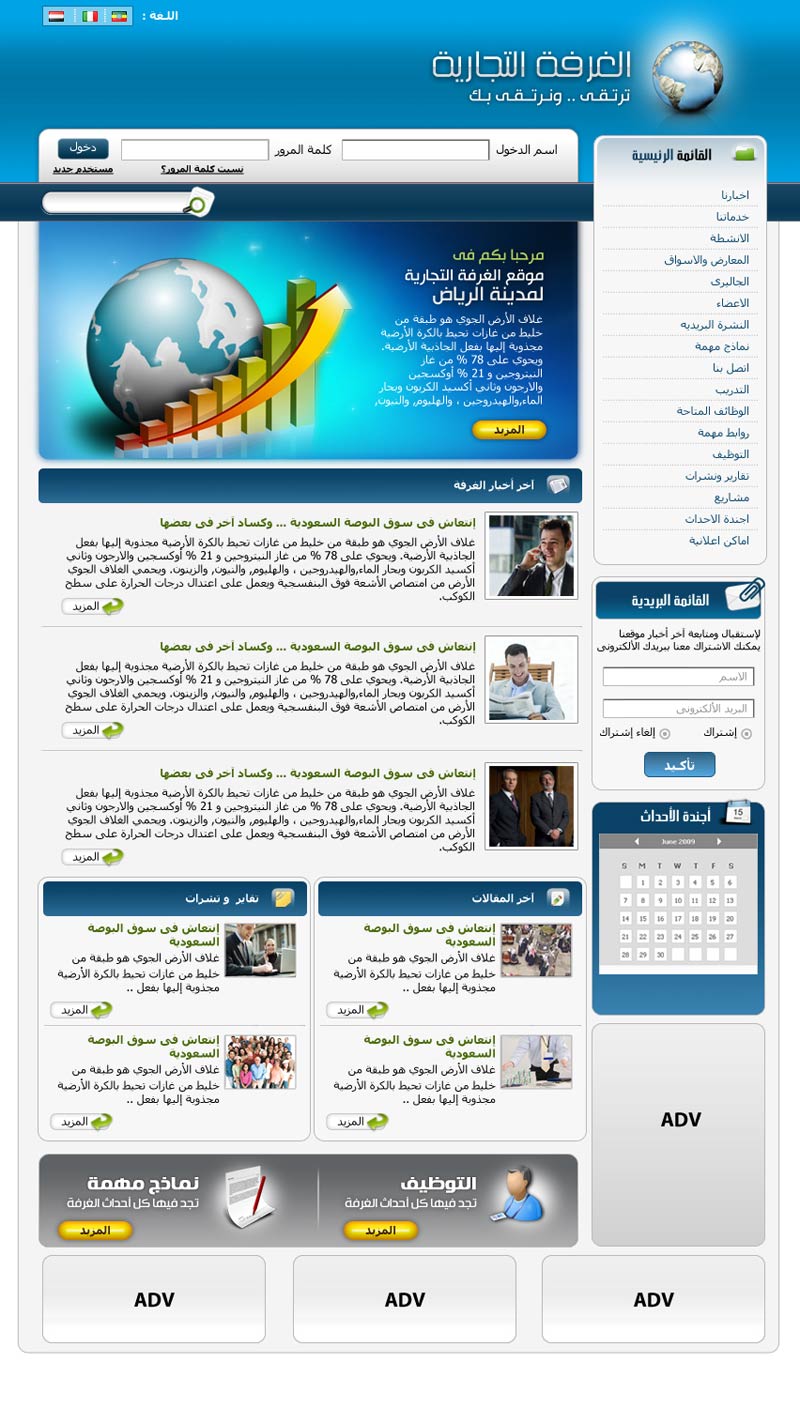 اللـغة :
الغرفة التجارية
ترتقى .. ونرتقى بك
اسم الدخول
كلمة المرور
دخول
نسيت كلمة المرور؟
مستخدم جديد
القائمة الرئيسية
اخبارنا
خدماتنا
الانشطة
المعارض والاسواق
الجاليرى
الاعضاء
النشرة البريديه
نماذج مهمة
اتصل بنا
التدريب
الوظائف المتاحة
روابط مهمة
التوظيف
تقارير ونشرات
مشاريع
اجندة الاحداث
اماكن اعلانية
مرحبا بكم فى
موقع الغرفة التجارية
لمدينة الرياض
غلاف الأرض الجوي هو طبقة من
خليط من غازات تحيط بالكرة الأرضية
مجذوبة إليها بفعل الجاذبية الأرضية.
ويحوي على 78 % من غاز
النيتروجين و 21 % أوكسجين
والارجون وثاني أكسيد الكربون وبخار
الماء,والهيدروجين ، والهليوم, والنيون,
المزيد
آخر أخبار الغرفة
إنتعاش فى سوق البوصة السعودية ... وكساد آخر فى بعضها
غلاف الأرض الجوي هو طبقة من خليط من غازات تحيط بالكرة الأرضية مجذوبة إليها بفعل
الجاذبية الأرضية. ويحوي على 78 % من غاز النيتروجين و 21 % أوكسجين والارجون وثاني
أكسيد الكربون وبخار الماء,والهيدروجين ، والهليوم, والنيون, والزينون. ويحمي الغلاف الجوي
الأرض من امتصاص الأشعة فوق البنفسجية ويعمل على اعتدال درجات الحرارة على سطح
الكوكب.
المزيد
إنتعاش فى سوق البوصة السعودية ... وكساد آخر فى بعضها
غلاف الأرض الجوي هو طبقة من خليط من غازات تحيط بالكرة الأرضية مجذوبة إليها بفعل
الجاذبية الأرضية. ويحوي على 78 % من غاز النيتروجين و 21 % أوكسجين والارجون وثاني
أكسيد الكربون وبخار الماء,والهيدروجين ، والهليوم, والنيون, والزينون. ويحمي الغلاف الجوي
الأرض من امتصاص الأشعة فوق البنفسجية ويعمل على اعتدال درجات الحرارة على سطح
الكوكب.
المزيد
إنتعاش فى سوق البوصة السعودية ... وكساد آخر فى بعضها
غلاف الأرض الجوي هو طبقة من خليط من غازات تحيط بالكرة الأرضية مجذوبة إليها بفعل
الجاذبية الأرضية. ويحوي على 78 % من غاز النيتروجين و 21 % أوكسجين والارجون وثاني
أكسيد الكربون وبخار الماء,والهيدروجين ، والهليوم, والنيون, والزينون. ويحمي الغلاف الجوي
الأرض من امتصاص الأشعة فوق البنفسجية ويعمل على اعتدال درجات الحرارة على سطح
الكوكب.
المزيد
القائمة البريدية
لإستقبال ومتابعة آخر أخبار موقعنا
يمكنك الاشتراك معنا ببريدك الألكترونى
الاسم
البريد الألكترونى
إشتراك
إلغاء إشتراك
تأكـيد
أجندة الأحداث
15
June 2009
S M T W T F S
1 2 3 4 5 6
7 8 9 10 11 12 13
14 15 16 17 18 19 20
21 22 23 24 25 26 27
28 29 30
آخر المقالات
إنتعاش فى سوق البوصة
السعودية
غلاف الأرض الجوي هو طبقة من
خليط من غازات تحيط بالكرة الأرضية
مجذوبة إليها بفعل ..
المزيد
إنتعاش فى سوق البوصة
السعودية
غلاف الأرض الجوي هو طبقة من
خليط من غازات تحيط بالكرة الأرضية
مجذوبة إليها بفعل ..
المزيد
تقاير و نشرات
إنتعاش فى سوق البوصة
السعودية
غلاف الأرض الجوي هو طبقة من
خليط من غازات تحيط بالكرة الأرضية
مجذوبة إليها بفعل ..
المزيد
إنتعاش فى سوق البوصة
السعودية
غلاف الأرض الجوي هو طبقة من
خليط من غازات تحيط بالكرة الأرضية
مجذوبة إليها بفعل ..
المزيد
ADV
التوظيف
تجد فيها كل أحداث الغرفة
المزيد
نماذج مهمة
تجد فيها كل أحداث الغرفة
المزيد
ADV
ADV
ADV